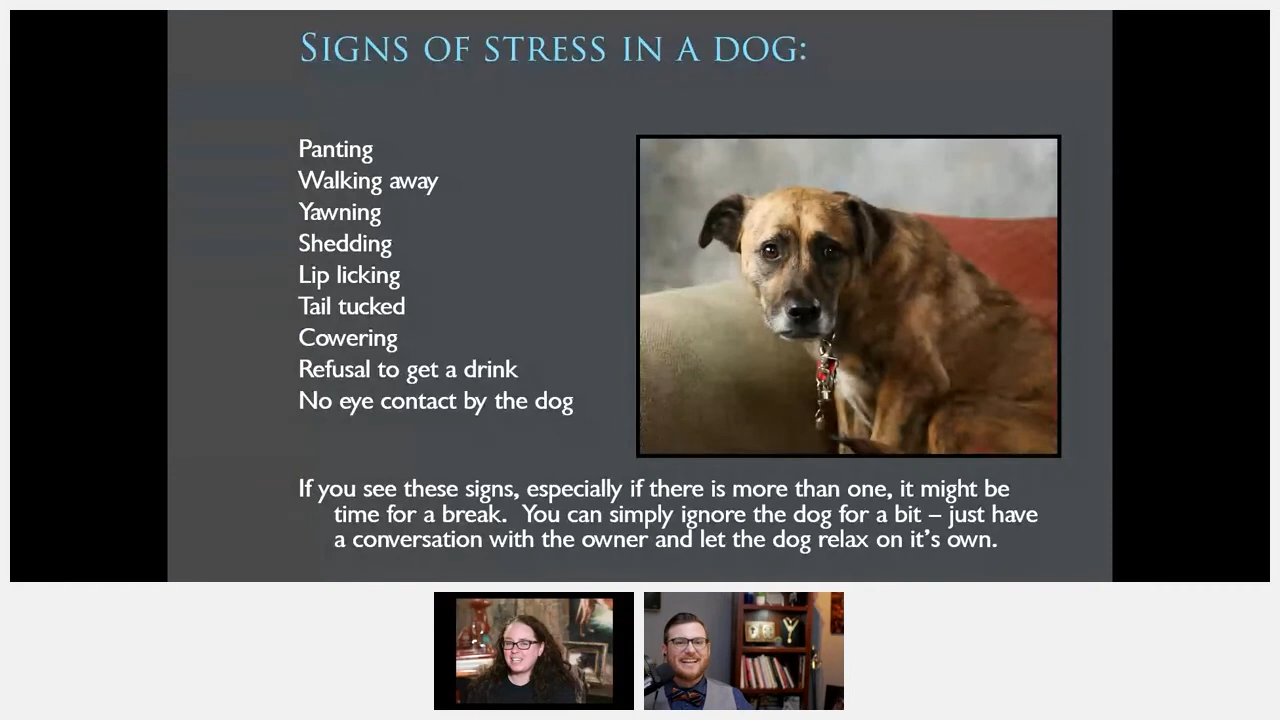 Signs of stress in a dog:
Panting
Walking away
Yawning
Shedding
Lip licking
Tail tucked
Cowering
Refusal to get a drink
No eye contact by the dog
If you see these signs, especially if there is more than one, it might be
time for a break. You can simply ignore the dog for a bit – just have
a conversation with the owner and let the dog relax on it's own.